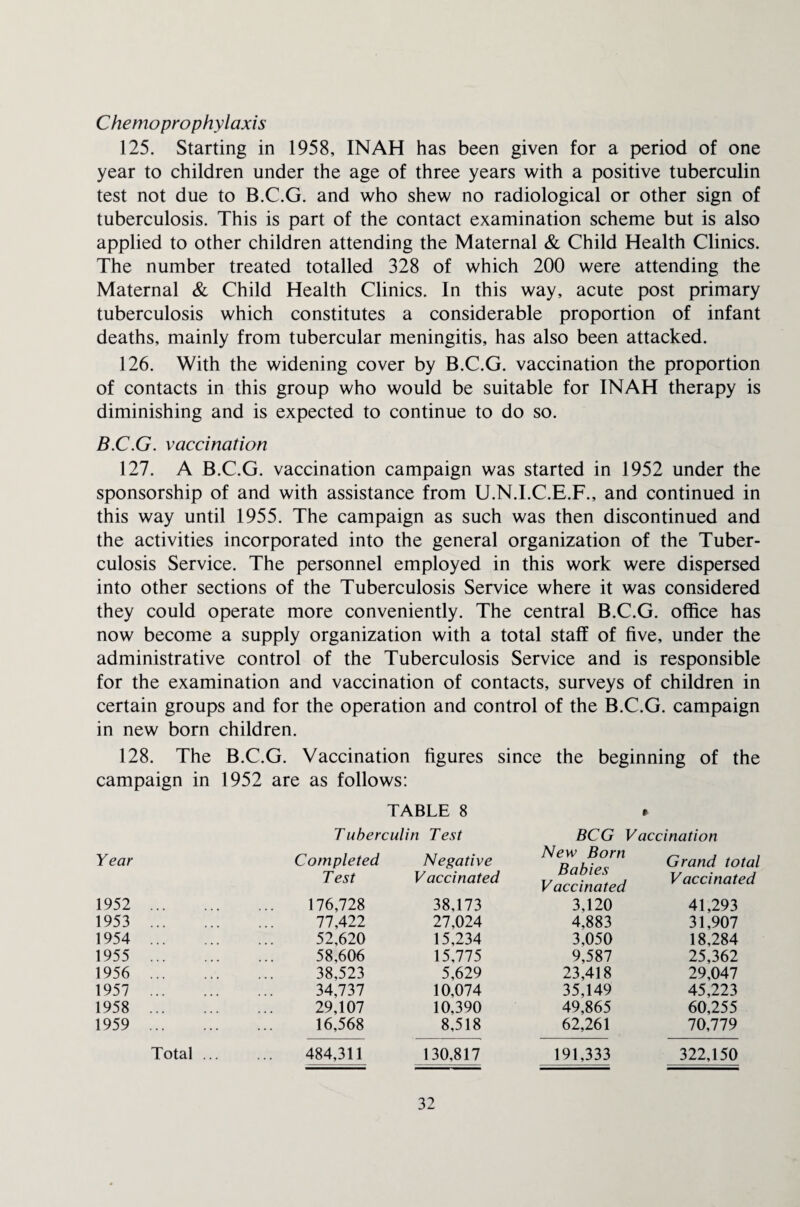 Chemoprophylaxis
125. Starting in 1958, INAH has been given for a period of one
year to children under the age of three years with a positive tuberculin
test not due to B.C.G. and who shew no radiological or other sign of
tuberculosis. This is part of the contact examination scheme but is also
applied to other children attending the Maternal & Child Health Clinics.
The number treated totalled 328 of which 200 were attending the
Maternal & Child Health Clinics. In this way, acute post primary
tuberculosis which constitutes a considerable proportion of infant
deaths, mainly from tubercular meningitis, has also been attacked.
126. With the widening cover by B.C.G. vaccination the proportion
of contacts in this group who would be suitable for INAH therapy is
diminishing and is expected to continue to do so.
B.C.G. vaccination
127. A B.C.G. vaccination campaign was started in 1952 under the
sponsorship of and with assistance from U.N.I.C.E.F., and continued in
this way until 1955. The campaign as such was then discontinued and
the activities incorporated into the general organization of the Tuber-
culosis Service. The personnel employed in this work were dispersed
into other sections of the Tuberculosis Service where it was considered
they could operate more conveniently. The central B.C.G. office has
now become a supply organization with a total staff of five, under the
administrative control of the Tuberculosis Service and is responsible
for the examination and vaccination of contacts, surveys of children in
certain groups and for the operation and control of the B.C.G. campaign
in new born children.
128. The B.C.G. Vaccination figures since the beginning of the
campaign in 1952 are as follows:
TABLE 8
Tuberculin Test BCG Vaccination
Year Completed Test Negative Vaccinated New Born Babies Vaccinated Grand total Vaccinated
1952 ... ... ... 176,728 38,173 3,120 41,293
1953 ... ... ... 77,422 27,024 4,883 31,907
1954 ... ... ... 52,620 15,234 3,050 18,284
1955 ... ... ... 58,606 15,775 9,587 25,362
1956 ... ... ... 38,523 5,629 23,418 29,047
1957 ... ... ... 34,737 10,074 35,149 45,223
1958 ... ... ... 29,107 10,390 49,865 60,255
1959 ... ... ... 16,568 8,518 62,261 70,779
Total ... ... 484,311 130,817 191,333 322,150
32